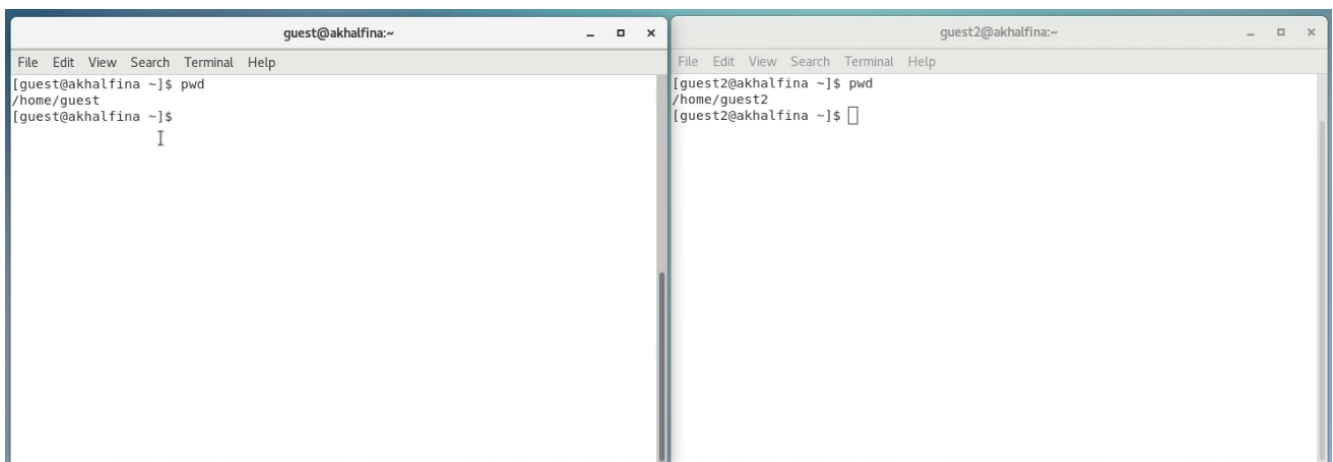 guest@akhalfina:~
File Edit View Search Terminal Help
[guest@akhalfina ~]$ pwd
/home/guest
[guest@akhalfina ~]$
guest2@akhalfina:~
File Edit View Search Terminal Help
[guest2@akhalfina ~]$ pwd
/home/guest2
[guest2@akhalfina ~]$